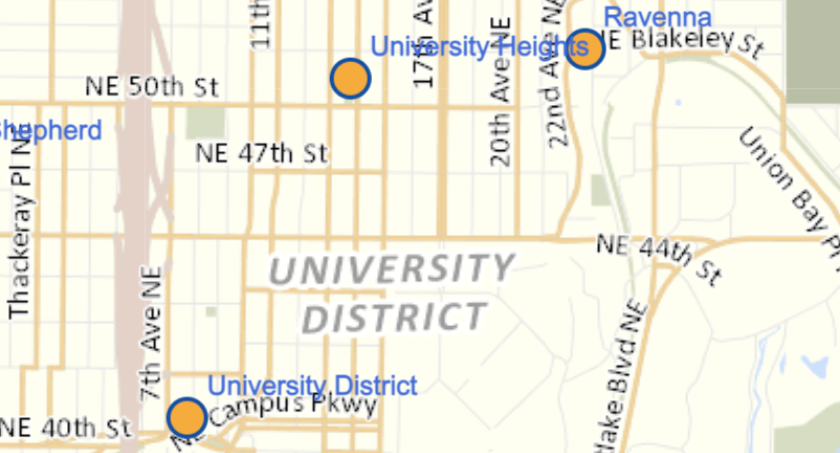 11th
17th Av
20th Ave NE
22nd Ave NE
Ravenna
University Heights
NE Blakeley St
NE 50th St
Shepherd
NE 47th St
Thackeray Pl N
Union Bay Pl
UNIVERSITY
DISTRICT
NE 44th St
7th Ave NE
University District
NE Campus Pkwy
NE 40th St
tlake Blvd NE